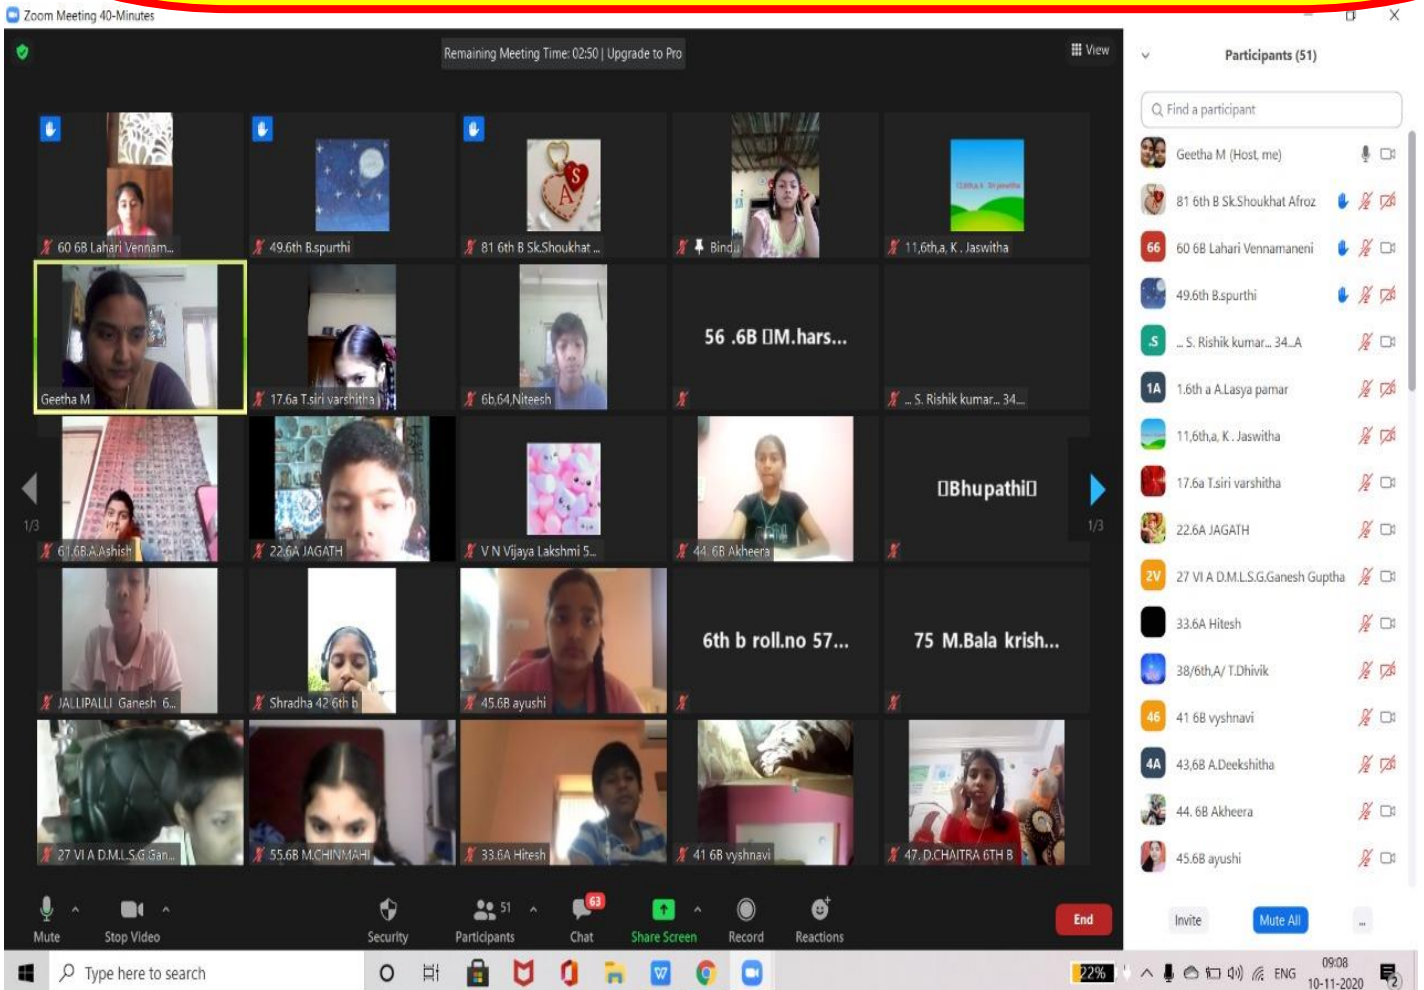 Zoom Meeting 40-Minutes
Remaining Meeting Time: 02:50 | Upgrade to Pro
View
60 6B Lahari Vennam...
49.6th B.spurthi
S
A
81 6th B Sk.Shoukhat ...
Bindu
11,6th,a, K . Jaswitha
Geetha M
17.6a T.siri varshitha
6b,64,Niteesh
56 .6B M.hars...
... S. Rishik kumar... 34...
1/3
61.6B.A.Ashish
22.6A JAGATH
V N Vijaya Lakshmi 5...
44. 6B Akheera
Bhupathi
1/3
JALLIPALLI Ganesh 6...
Shradha 42 6th b
45.6B ayushi
6th b roll.no 57...
75 M.Bala krish...
27 VI A D.M.L.S.G.Gan...
55.6B M.CHINMAHI
33.6A Hitesh
41 6B vyshnavi
47. D.CHAITRA 6TH B
Mute
Stop Video
Security
51
Participants
63
Chat
Share Screen
Record
Reactions
End
Participants (51)
Find a participant
Geetha M (Host, me)
81 6th B Sk.Shoukhat Afroz
66 60 6B Lahari Vennamaneni
49.6th B.spurthi
.S ... S. Rishik kumar... 34...A
1A 1.6th a A.Lasya pamar
11,6th,a, K . Jaswitha
17.6a T.siri varshitha
22.6A JAGATH
2V 27 VI A D.M.L.S.G.Ganesh Guptha
33.6A Hitesh
38/6th,A/ T.Dhivik
46 41 6B vyshnavi
4A 43,6B A.Deekshitha
44. 6B Akheera
45.6B ayushi
Invite
Mute All
...
Type here to search
22%
ENG
09:08
10-11-2020
2